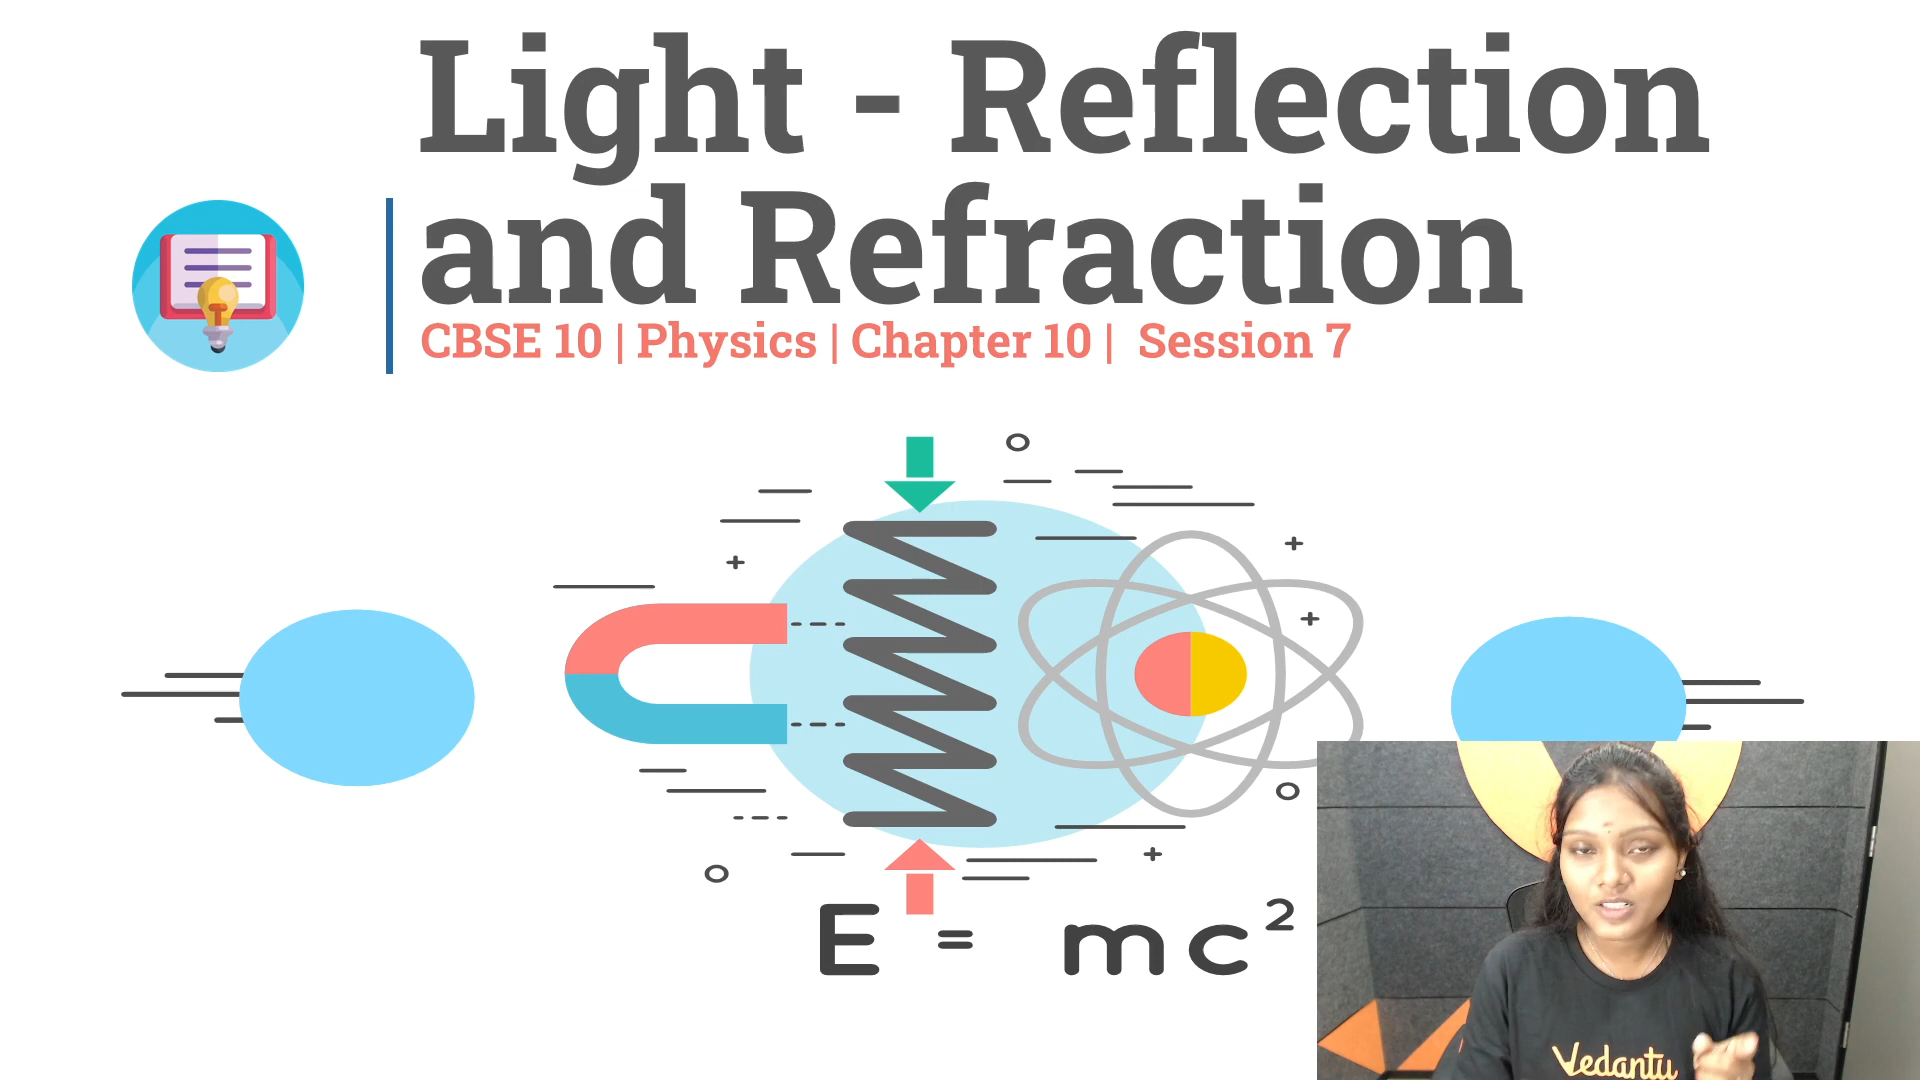 Light - Reflection
and Refraction
CBSE 10 | Physics | Chapter 10 | Session 7
E = mc²
Vedantu